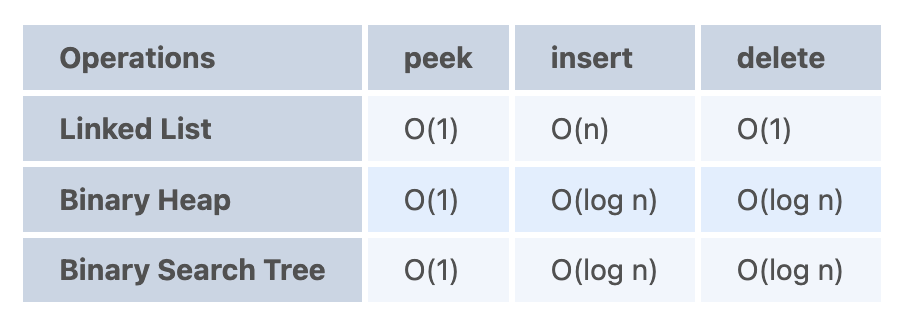 Operations peek insert delete
Linked List O(1) O(n) O(1)
Binary Heap O(1) O(log n) O(log n)
Binary Search Tree O(1) O(log n) O(log n)